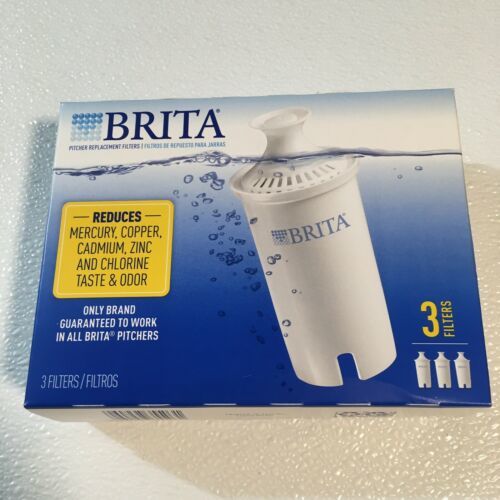 BRITA®
PITCHER REPLACEMENT FILTERS | FILTROS DE REPUESTO PARA JARRAS
REDUCES
MERCURY, COPPER,
CADMIUM, ZINC
AND CHLORINE
TASTE & ODOR
ONLY BRAND
GUARANTEED TO WORK
IN ALL BRITA® PITCHERS
3 FILTERS/FILTROS
BRITA®
3 FILTERS